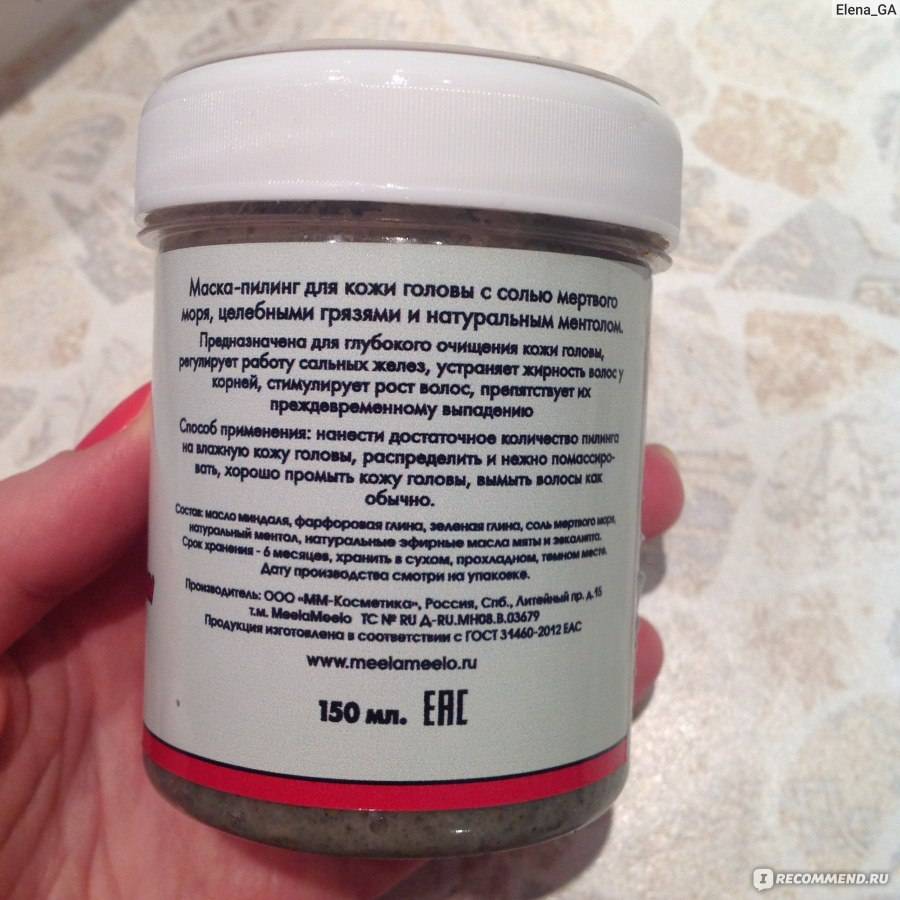 Elena_GA
Маска-пилинг для кожи головы с солью мертвого
моря, целебными грязями и натуральным ментолом.
Предназначена для глубокого очищения кожи головы,
регулирует работу сальных желез, устраняет жирность волос у
корней, стимулирует рост волос, препятствует их
преждевременному выпадению
Способ применения: нанести достаточное количество пилинга
на влажную кожу головы, распределить и нежно помассиро-
вать, хорошо промыть кожу головы, вымыть волосы как
обычно.
Состав: масло миндаля, фарфоровая глина, зеленая глина, соль мертвого моря,
натуральный ментол, натуральные эфирные масла мяты и эвкалипта.
Срок хранения - 6 месяцев, хранить в сухом, прохладном, темном месте.
Дату производства смотри на упаковке.
Производитель: ООО «ММ-Косметика», Россия, Спб., Литейный пр. д.45
т.м. MeelaMeelo ТС № RU Д-RU.МН08.В.03679
Продукция изготовлена в соответствии с ГОСТ 31460-2012 ЕАС
www.meelameelo.ru
150 мл. ЕАС
IRECOMMEND.RU